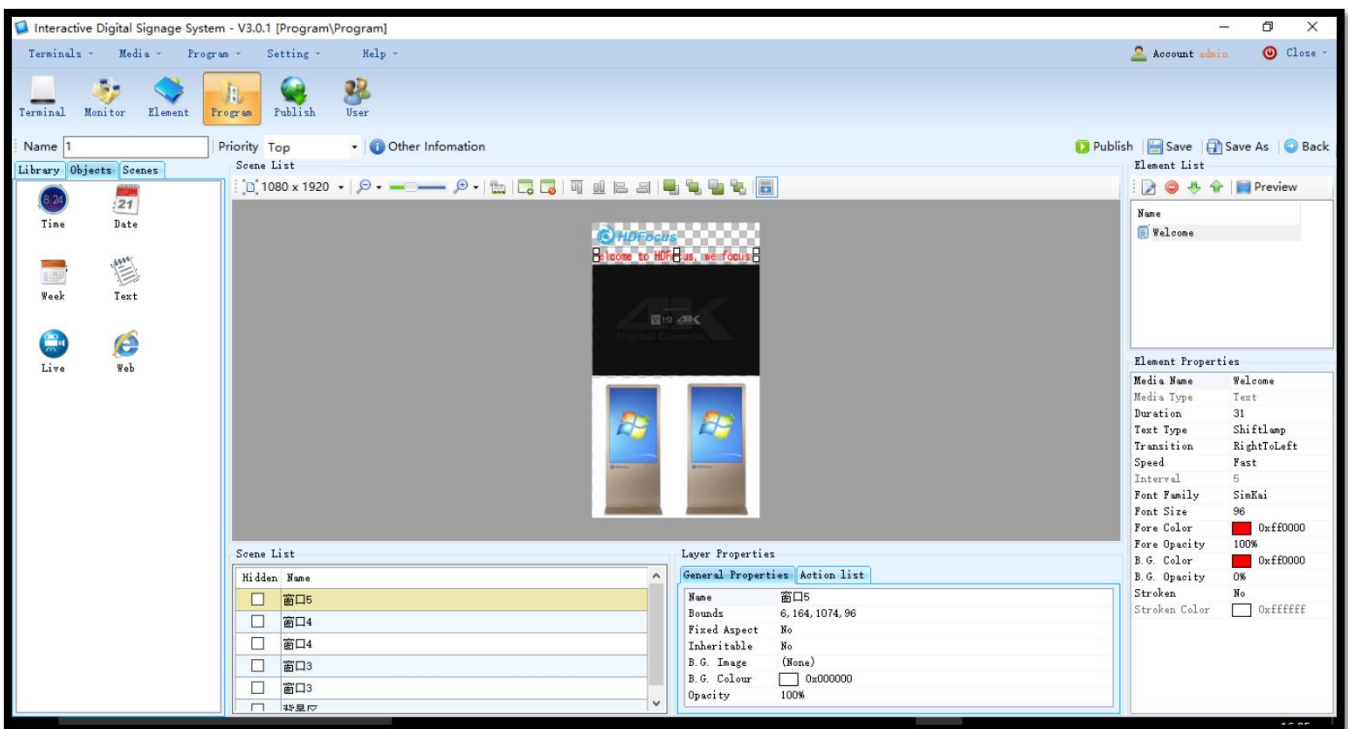 Interactive Digital Signage System - V3.0.1 [Program\Program]
Terminals Media Program Setting Help Account admin Close
Terminal Monitor Element Program Publish User
Name 1 Priority Top Other Infomation Publish Save Save As Back
Library Objects Scenes
8:24 21
Time Date
Week Text
Live Web
Scene List
1080 x 1920
HDFocus
elcome to HDFocus, we focus
4K
Digital Cinema
Scene List
Hidden Name
窗口5
窗口4
窗口4
窗口3
窗口3
Layer Properties
General Properties Action list
Name 窗口5
Bounds 6, 164, 1074, 96
Fixed Aspect No
Inheritable No
B.G. Image (None)
B.G. Colour 0x000000
Opacity 100%
Element List
Preview
Name
Welcome
Element Properties
Media Name Welcome
Media Type Text
Duration 31
Text Type Shiftlamp
Transition RightToLeft
Speed Fast
Interval 5
Font Family SimKai
Font Size 96
Fore Color 0xff0000
Fore Opacity 100%
B.G. Color 0xff0000
B.G. Opacity 0%
Stroken No
Stroken Color 0xffffff